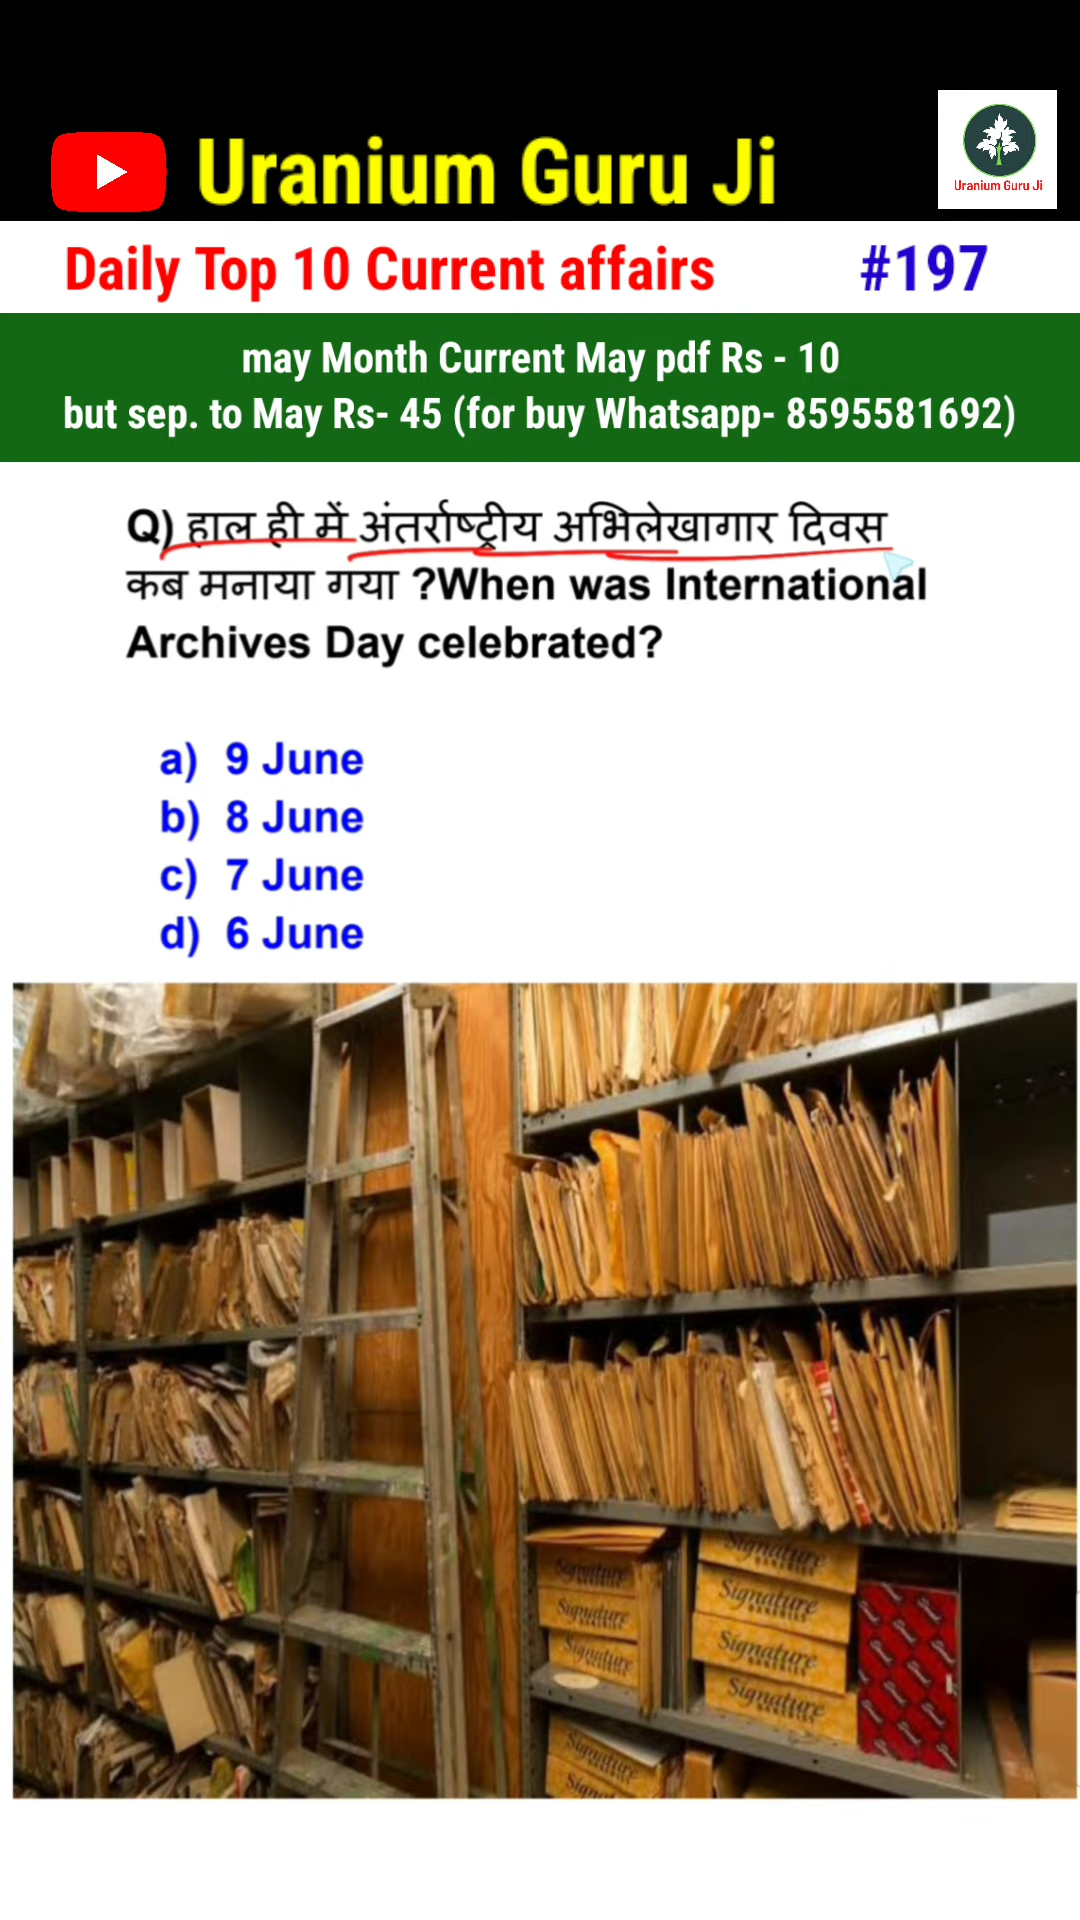 Uranium Guru Ji
Uranium Guru Ji
Daily Top 10 Current affairs #197
may Month Current May pdf Rs - 10
but sep. to May Rs- 45 (for buy Whatsapp- 8595581692)
Q) हाल ही में अंतर्राष्ट्रीय अभिलेखागार दिवस
कब मनाया गया ?When was International
Archives Day celebrated?
a) 9 June
b) 8 June
c) 7 June
d) 6 June
Signature
Signature
Signature
Signature
Signature
Signature
Signature
Signature
Signature